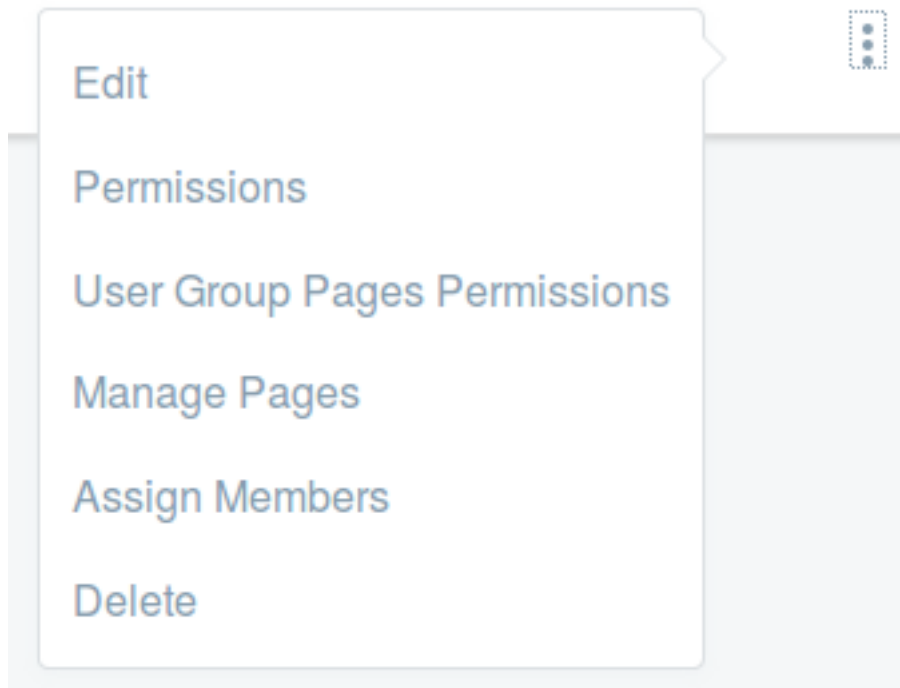 Edit
Permissions
User Group Pages Permissions
Manage Pages
Assign Members
Delete